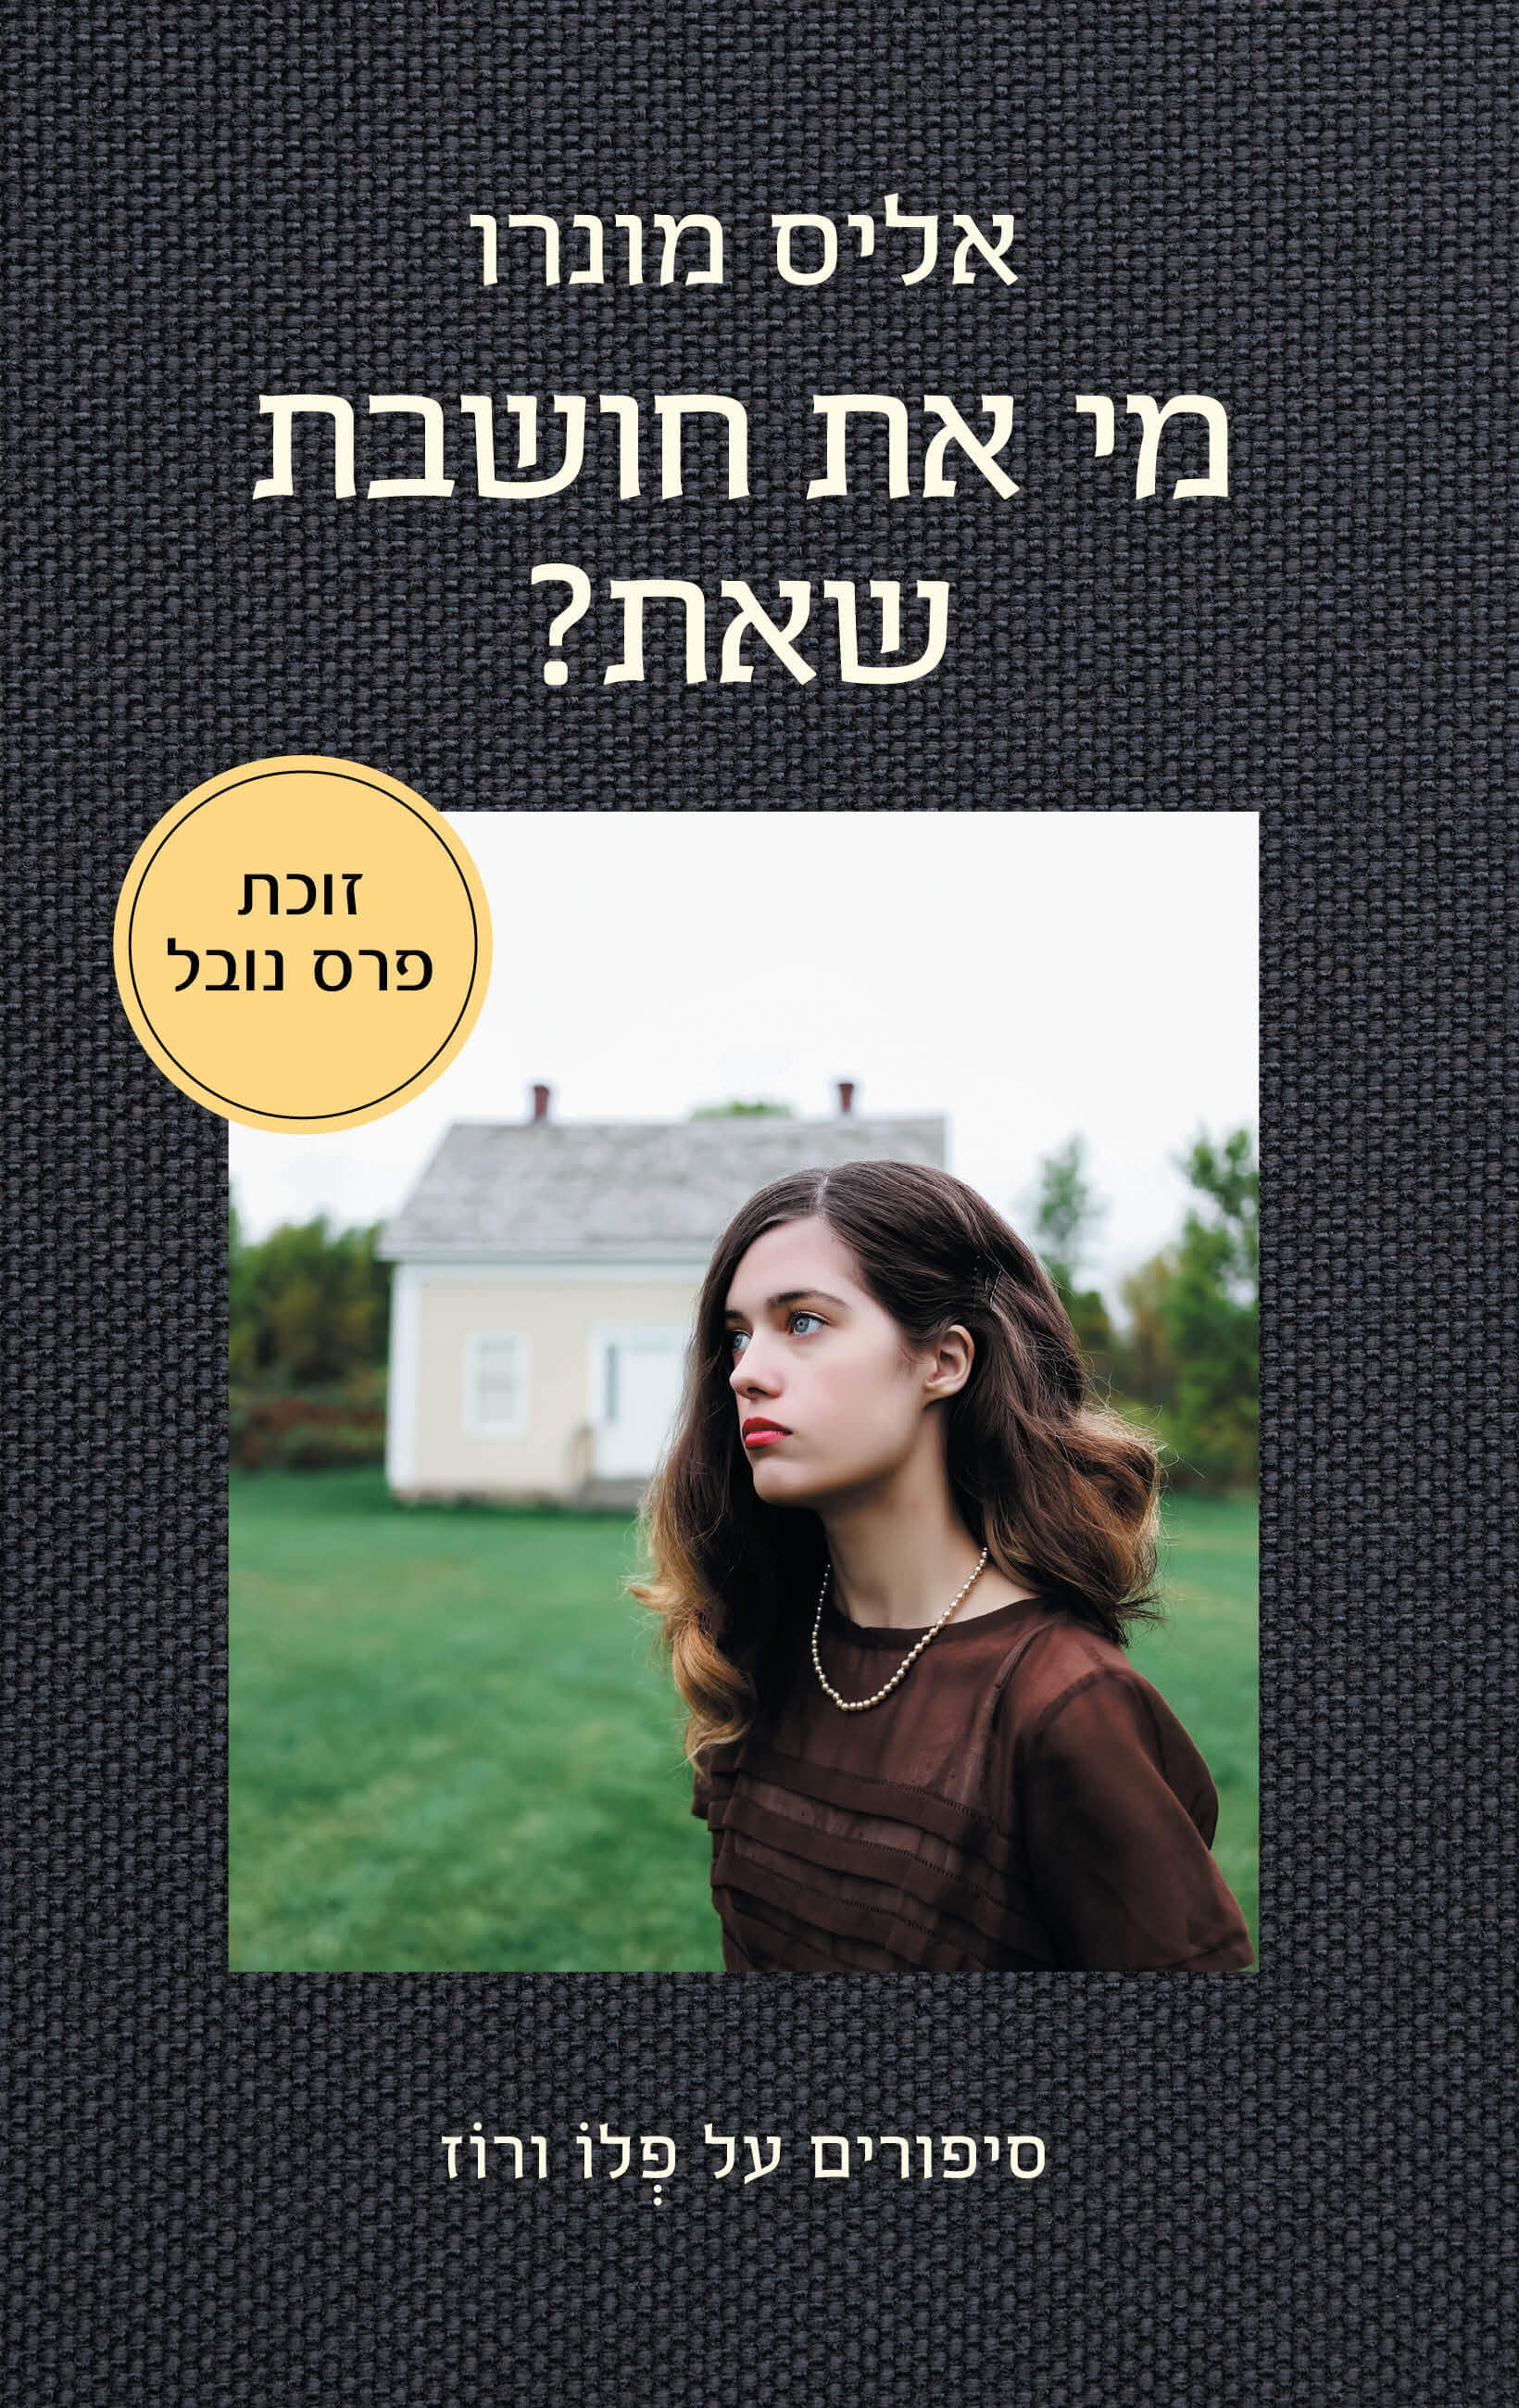 אליס מונרו
מי את חושבת
שאת?
זוכת
פרס נובל
סיפורים על פְלוֹ ורוֹז